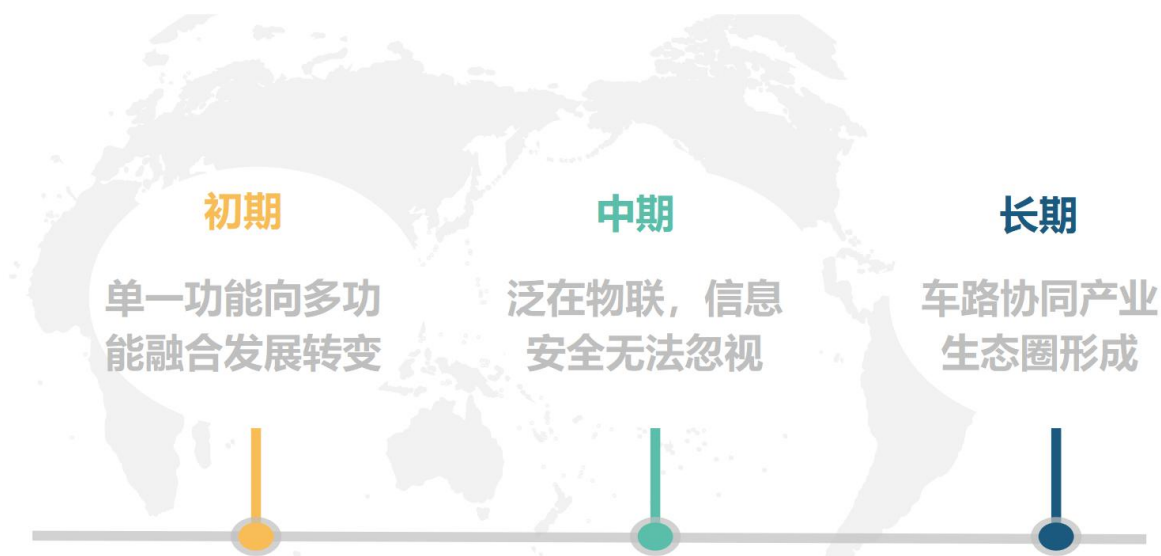 初期
单一功能向多功
能融合发展转变
中期
泛在物联，信息
安全无法忽视
长期
车路协同产业
生态圈形成